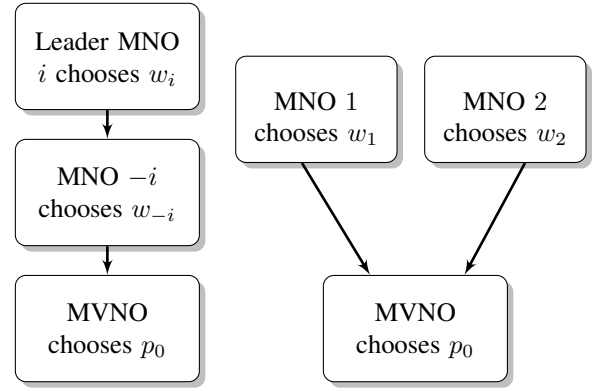 Leader MNO
i chooses w_i
MNO −i
chooses w_{−i}
MVNO
chooses p_0
MNO 1
chooses w_1
MNO 2
chooses w_2
MVNO
chooses p_0